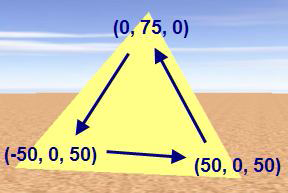 (0, 75, 0)
(-50, 0, 50)
(50, 0, 50)